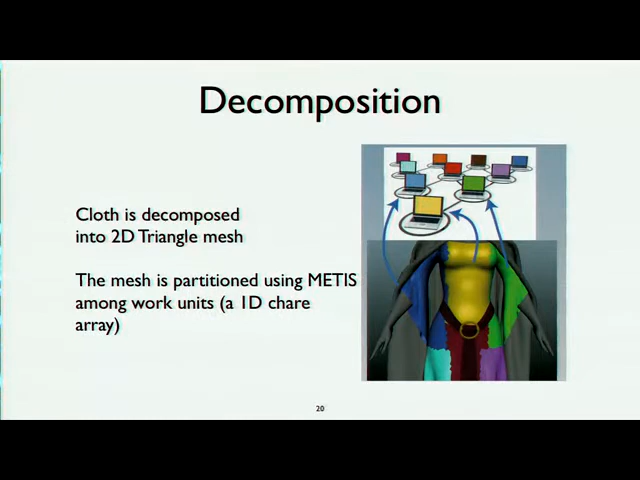 Decomposition
Cloth is decomposed
into 2D Triangle mesh
The mesh is partitioned using METIS
among work units (a 1D chare
array)
20